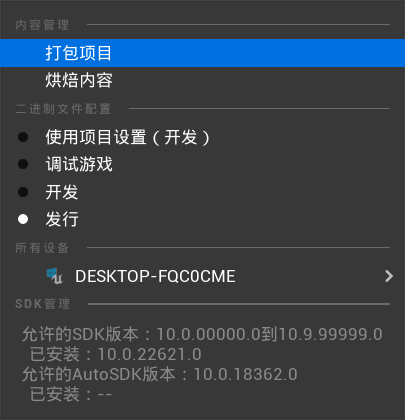 内容管理
打包项目
烘焙内容
二进制文件配置
使用项目设置（开发）
调试游戏
开发
发行
所有设备
DESKTOP-FQC0CME
SDK管理
允许的SDK版本：10.0.00000.0到10.9.99999.0
已安装：10.0.22621.0
允许的AutoSDK版本：10.0.18362.0
已安装：--